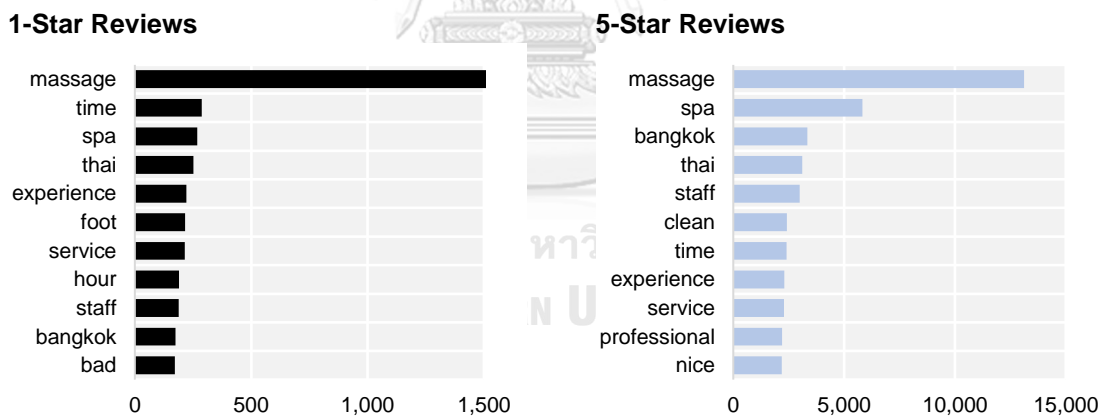 1-Star Reviews
massage
time
spa
thai
experience
foot
service
hour
staff
bangkok
bad
0 500 1,000 1,500
5-Star Reviews
massage
spa
bangkok
thai
staff
clean
time
experience
service
professional
nice
0 5,000 10,000 15,000